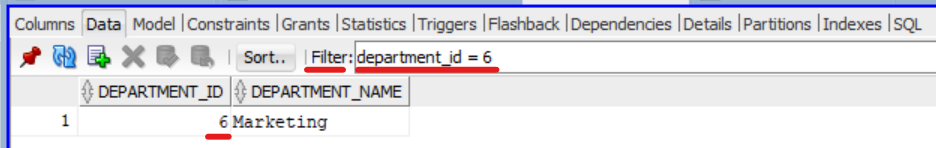 Columns Data Model |Constraints |Grants |Statistics |Triggers |Flashback |Dependencies |Details |Partitions |Indexes |SQL
Sort.. Filter: department_id = 6
DEPARTMENT_ID DEPARTMENT_NAME
1 6 Marketing